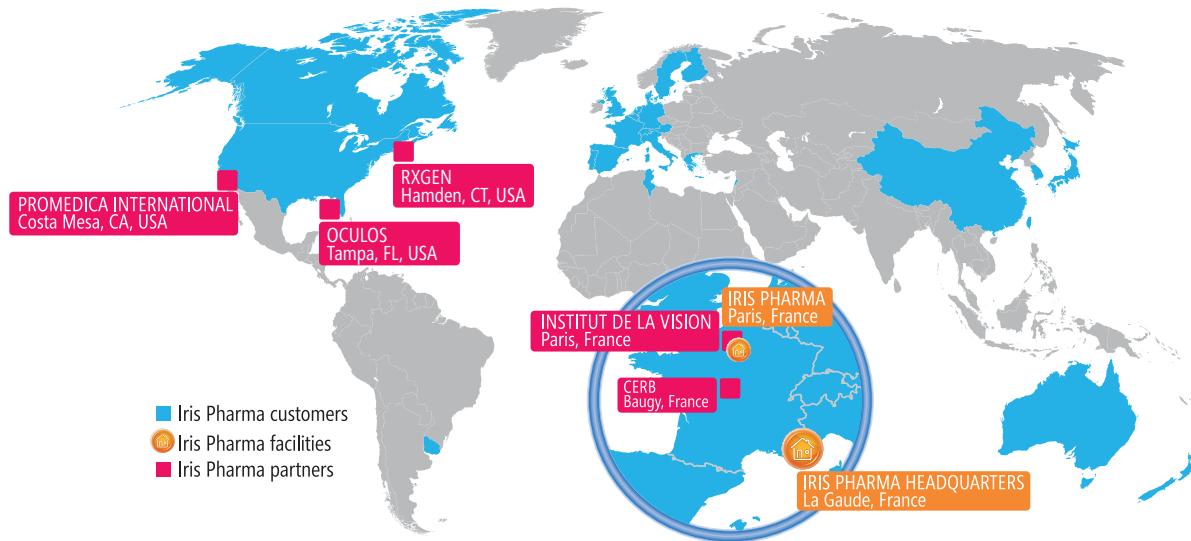 RXGEN
Hamden, CT, USA
PROMEDICA INTERNATIONAL
Costa Mesa, CA, USA
OCULOS
Tampa, FL, USA
IRIS PHARMA
Paris, France
INSTITUT DE LA VISION
Paris, France
CERB
Baugy, France
Iris Pharma customers
Iris Pharma facilities
Iris Pharma partners
IRIS PHARMA HEADQUARTERS
La Gaude, France